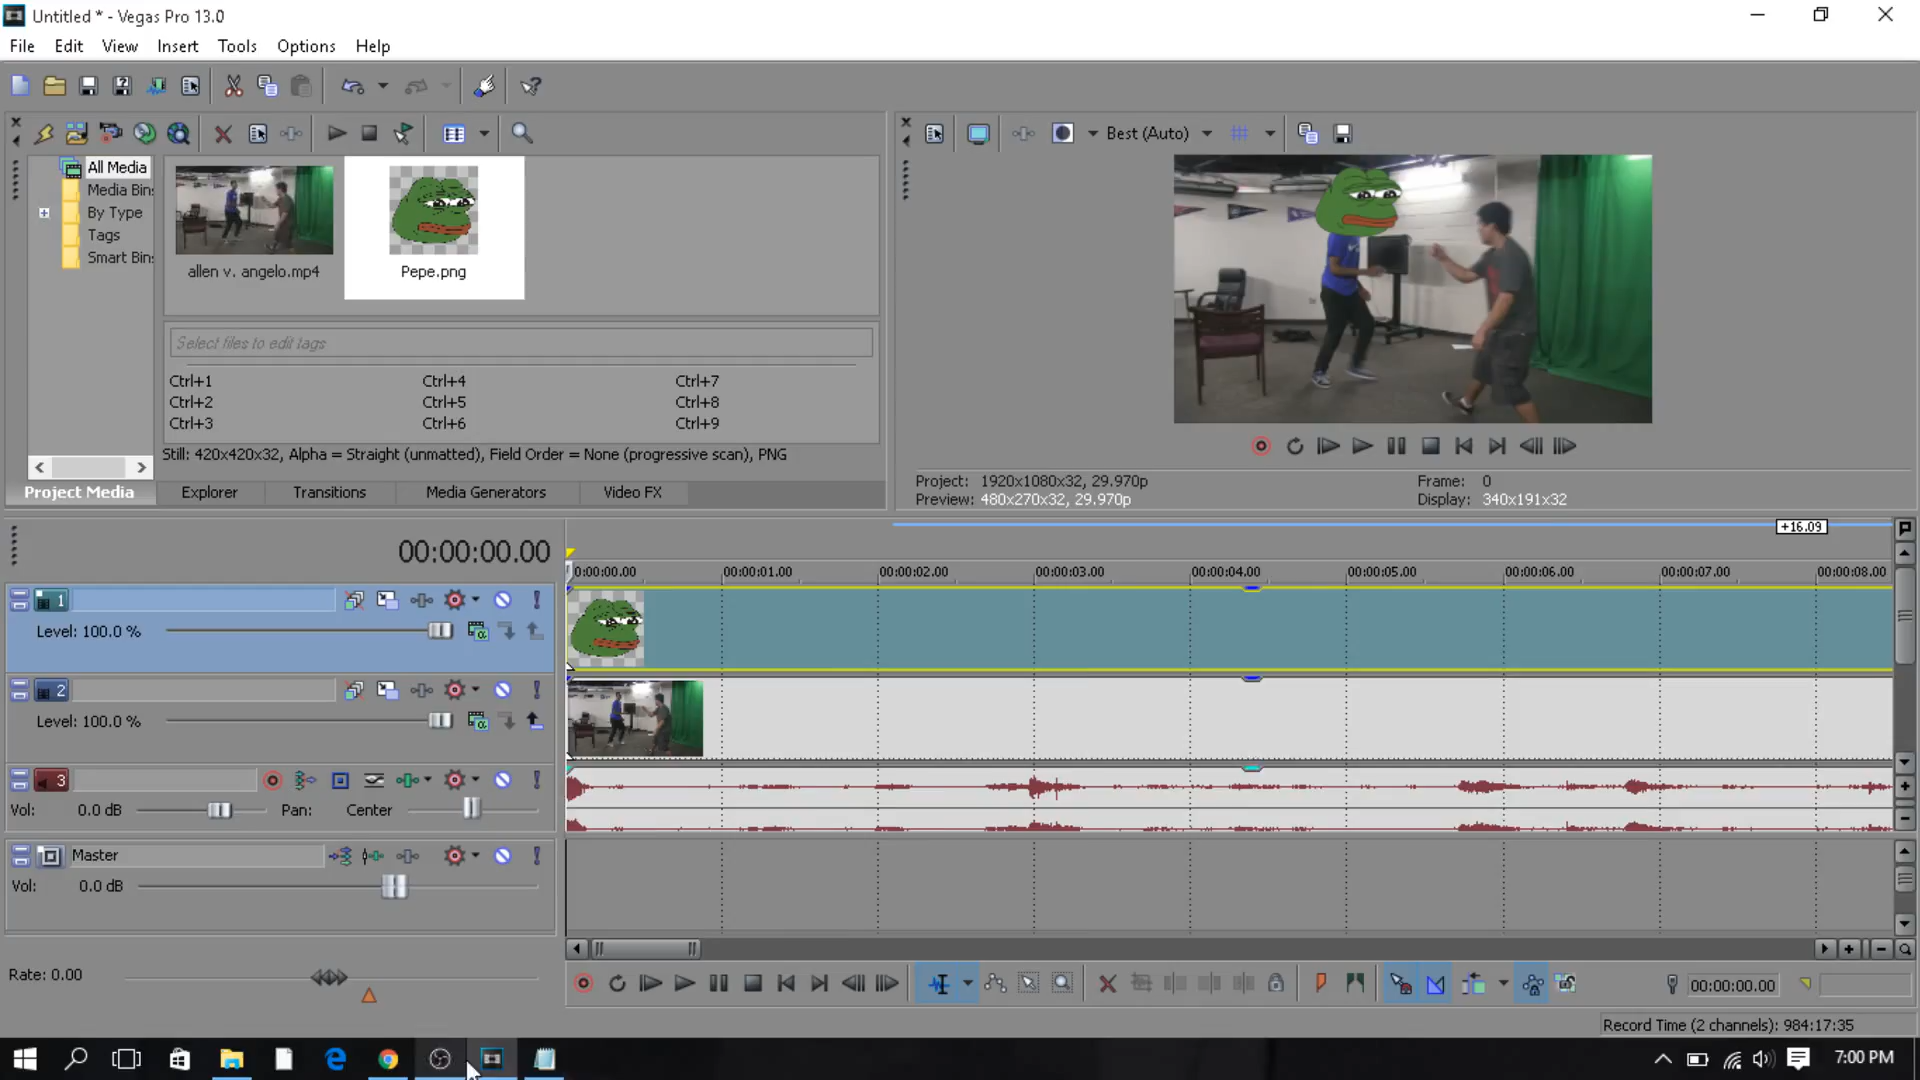 Untitled * - Vegas Pro 13.0
File Edit View Insert Tools Options Help
Best (Auto)
All Media
Media Bins
By Type
Tags
Smart Bins
allen v. angelo.mp4
Pepe.png
Select files to edit tags
Ctrl+1 Ctrl+4 Ctrl+7
Ctrl+2 Ctrl+5 Ctrl+8
Ctrl+3 Ctrl+6 Ctrl+9
Still: 420x420x32, Alpha = Straight (unmatted), Field Order = None (progressive scan), PNG
Project Media Explorer Transitions Media Generators Video FX
Project: 1920x1080x32, 29.970p Frame: 0
Preview: 480x270x32, 29.970p Display: 340x191x32
+16.09
00:00:00.00
0:00:00.00 00:00:01.00 00:00:02.00 00:00:03.00 00:00:04.00 00:00:05.00 00:00:06.00 00:00:07.00 00:00:08.00
1
Level: 100.0 %
2
Level: 100.0 %
3
Vol: 0.0 dB Pan: Center
Master
Vol: 0.0 dB
Rate: 0.00
00:00:00.00
Record Time (2 channels): 984:17:35
7:00 PM